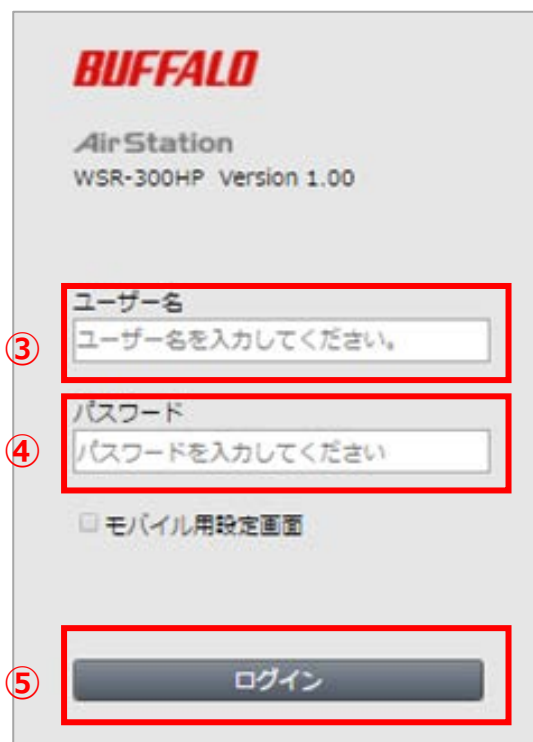 BUFFALO
AirStation
WSR-300HP Version 1.00
ユーザー名
③
ユーザー名を入力してください。
パスワード
④
パスワードを入力してください
モバイル用設定画面
⑤
ログイン